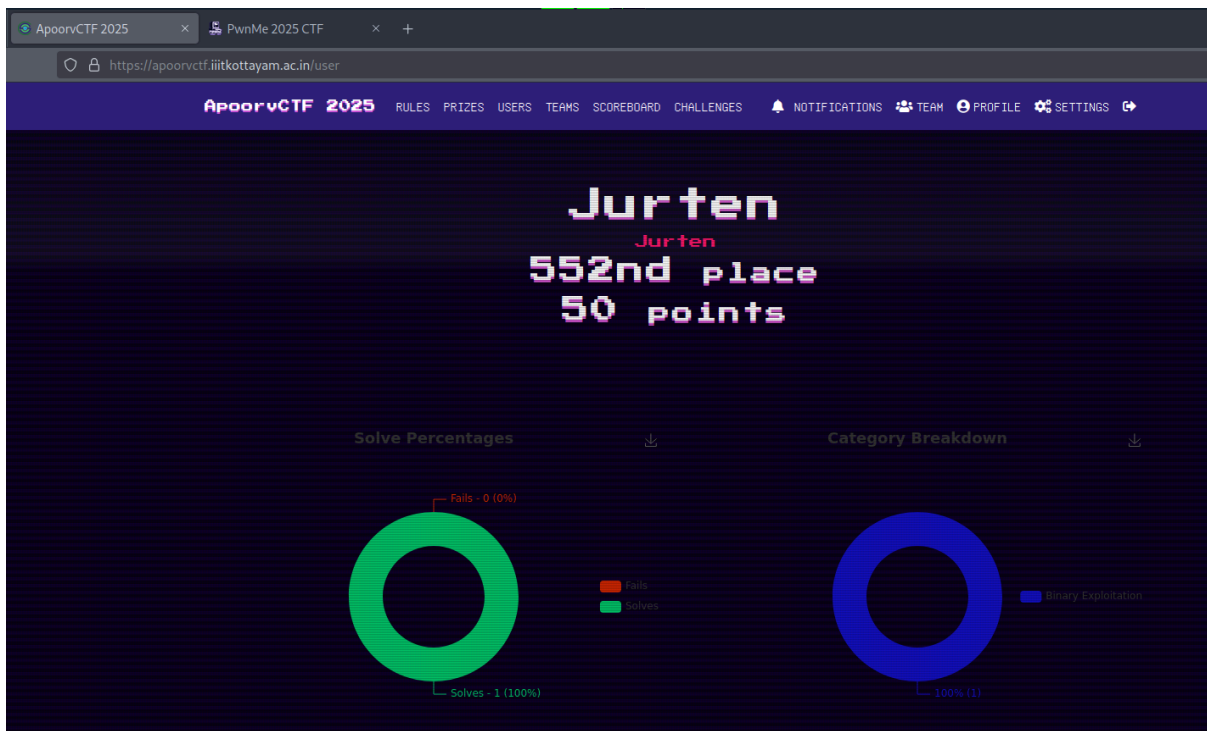 ApoorvCTF 2025 × PwnMe 2025 CTF × +
https://apoorvctf.iiitkottayam.ac.in/user
ApoorvCTF 2025 RULES PRIZES USERS TEAMS SCOREBOARD CHALLENGES NOTIFICATIONS TEAM PROFILE SETTINGS
Jurten
Jurten
552nd place
50 points
Solve Percentages Category Breakdown
Fails - 0 (0%)
Fails
Solves
Binary Exploitation
Solves - 1 (100%)
100% (1)